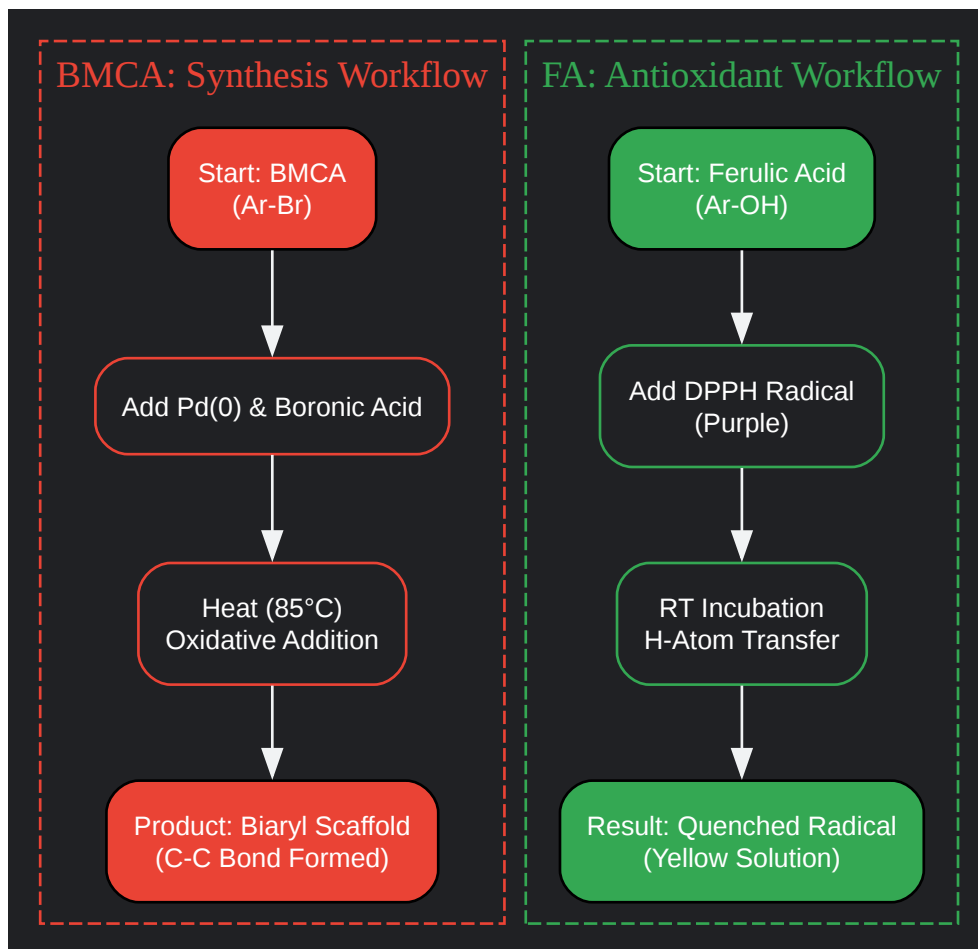 BMCA: Synthesis Workflow
Start: BMCA
(Ar-Br)
Add Pd(0) & Boronic Acid
Heat (85°C)
Oxidative Addition
Product: Biaryl Scaffold
(C-C Bond Formed)
FA: Antioxidant Workflow
Start: Ferulic Acid
(Ar-OH)
Add DPPH Radical
(Purple)
RT Incubation
H-Atom Transfer
Result: Quenched Radical
(Yellow Solution)